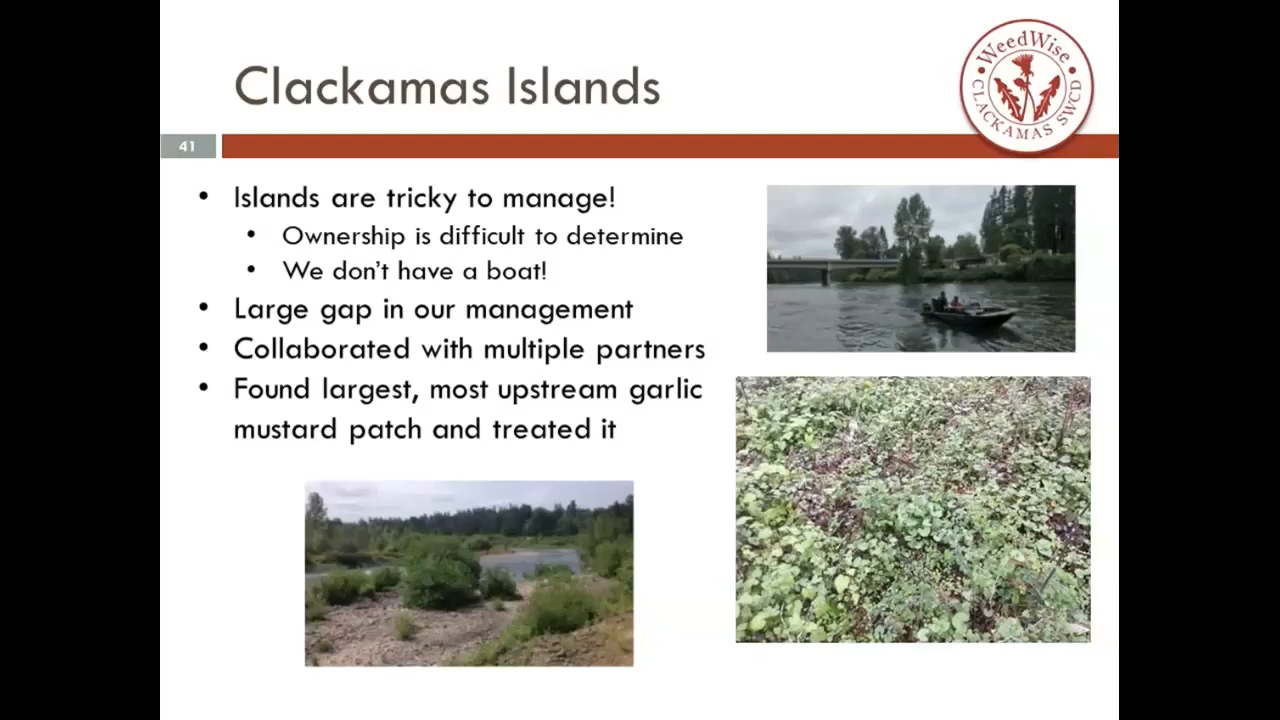 Clackamas Islands
WeedWise
CLACKAMAS SWCD
41
• Islands are tricky to manage!
• Ownership is difficult to determine
• We don't have a boat!
• Large gap in our management
• Collaborated with multiple partners
• Found largest, most upstream garlic
mustard patch and treated it